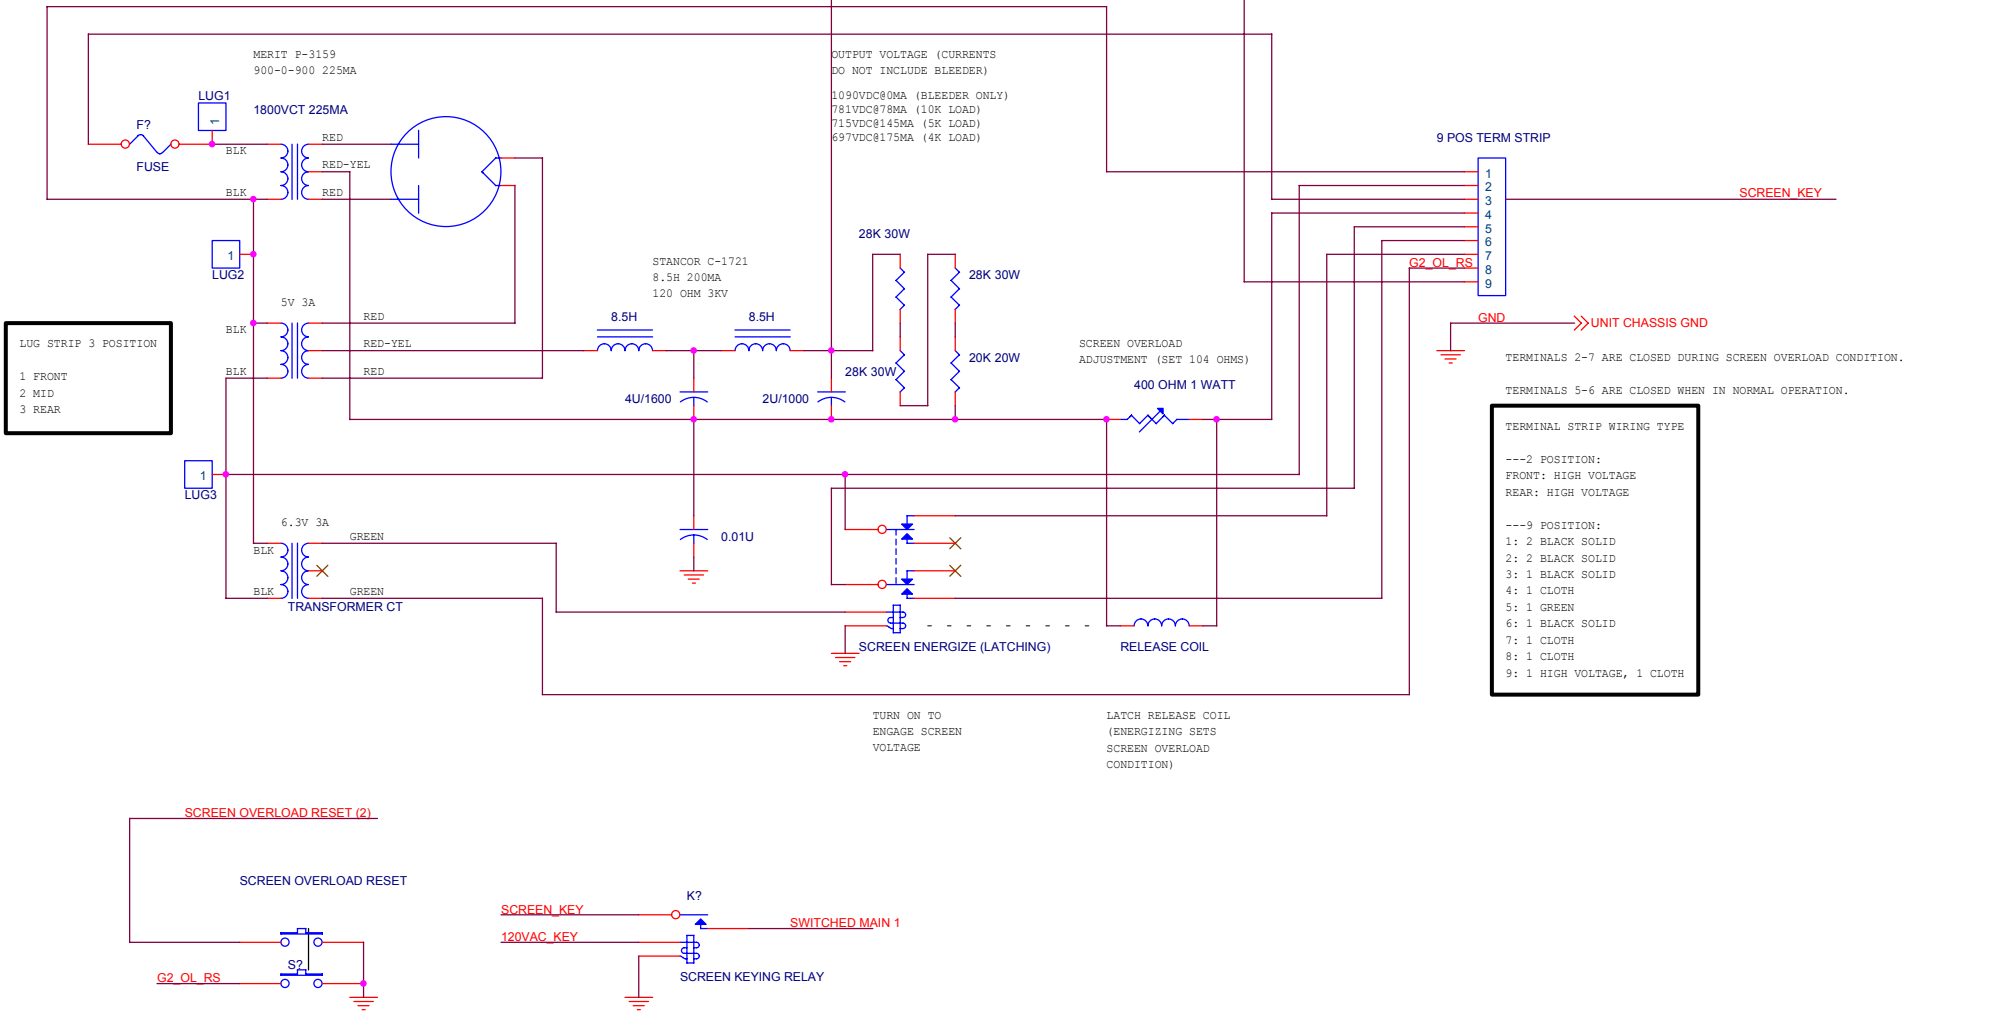 MERIT P-3159
900-0-900 225MA
OUTPUT VOLTAGE (CURRENTS
DO NOT INCLUDE BLEEDER)
1090VDC@0MA (BLEEDER ONLY)
781VDC@78MA (10K LOAD)
715VDC@145MA (5K LOAD)
697VDC@175MA (4K LOAD)
LUG1
1
1800VCT 225MA
F?
FUSE
BLK
RED
RED-YEL
BLK
RED
9 POS TERM STRIP
1
2
3
4
5
6
7
8
9
SCREEN_KEY
G2_OL_RS
1
LUG2
28K 30W
28K 30W
STANCOR C-1721
8.5H 200MA
120 OHM 3KV
5V 3A
BLK
RED
RED-YEL
BLK
RED
8.5H
8.5H
GND
UNIT CHASSIS GND
LUG STRIP 3 POSITION
1 FRONT
2 MID
3 REAR
28K 30W
20K 20W
SCREEN OVERLOAD
ADJUSTMENT (SET 104 OHMS)
400 OHM 1 WATT
4U/1600
2U/1000
TERMINALS 2-7 ARE CLOSED DURING SCREEN OVERLOAD CONDITION.
TERMINALS 5-6 ARE CLOSED WHEN IN NORMAL OPERATION.
TERMINAL STRIP WIRING TYPE
---2 POSITION:
FRONT: HIGH VOLTAGE
REAR: HIGH VOLTAGE
---9 POSITION:
1: 2 BLACK SOLID
2: 2 BLACK SOLID
3: 1 BLACK SOLID
4: 1 CLOTH
5: 1 GREEN
6: 1 BLACK SOLID
7: 1 CLOTH
8: 1 CLOTH
9: 1 HIGH VOLTAGE, 1 CLOTH
1
LUG3
6.3V 3A
BLK
GREEN
BLK
GREEN
TRANSFORMER CT
0.01U
SCREEN ENERGIZE (LATCHING)
RELEASE COIL
TURN ON TO
ENGAGE SCREEN
VOLTAGE
LATCH RELEASE COIL
(ENERGIZING SETS
SCREEN OVERLOAD
CONDITION)
SCREEN OVERLOAD RESET (2)
SCREEN OVERLOAD RESET
S?
G2_OL_RS
K?
SCREEN_KEY
SWITCHED MAIN 1
120VAC_KEY
SCREEN KEYING RELAY